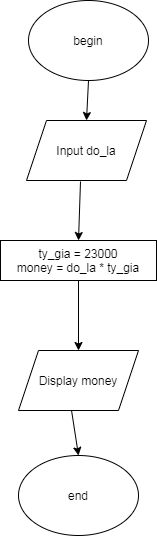 begin
Input do_la
ty_gia = 23000
money = do_la * ty_gia
Display money
end